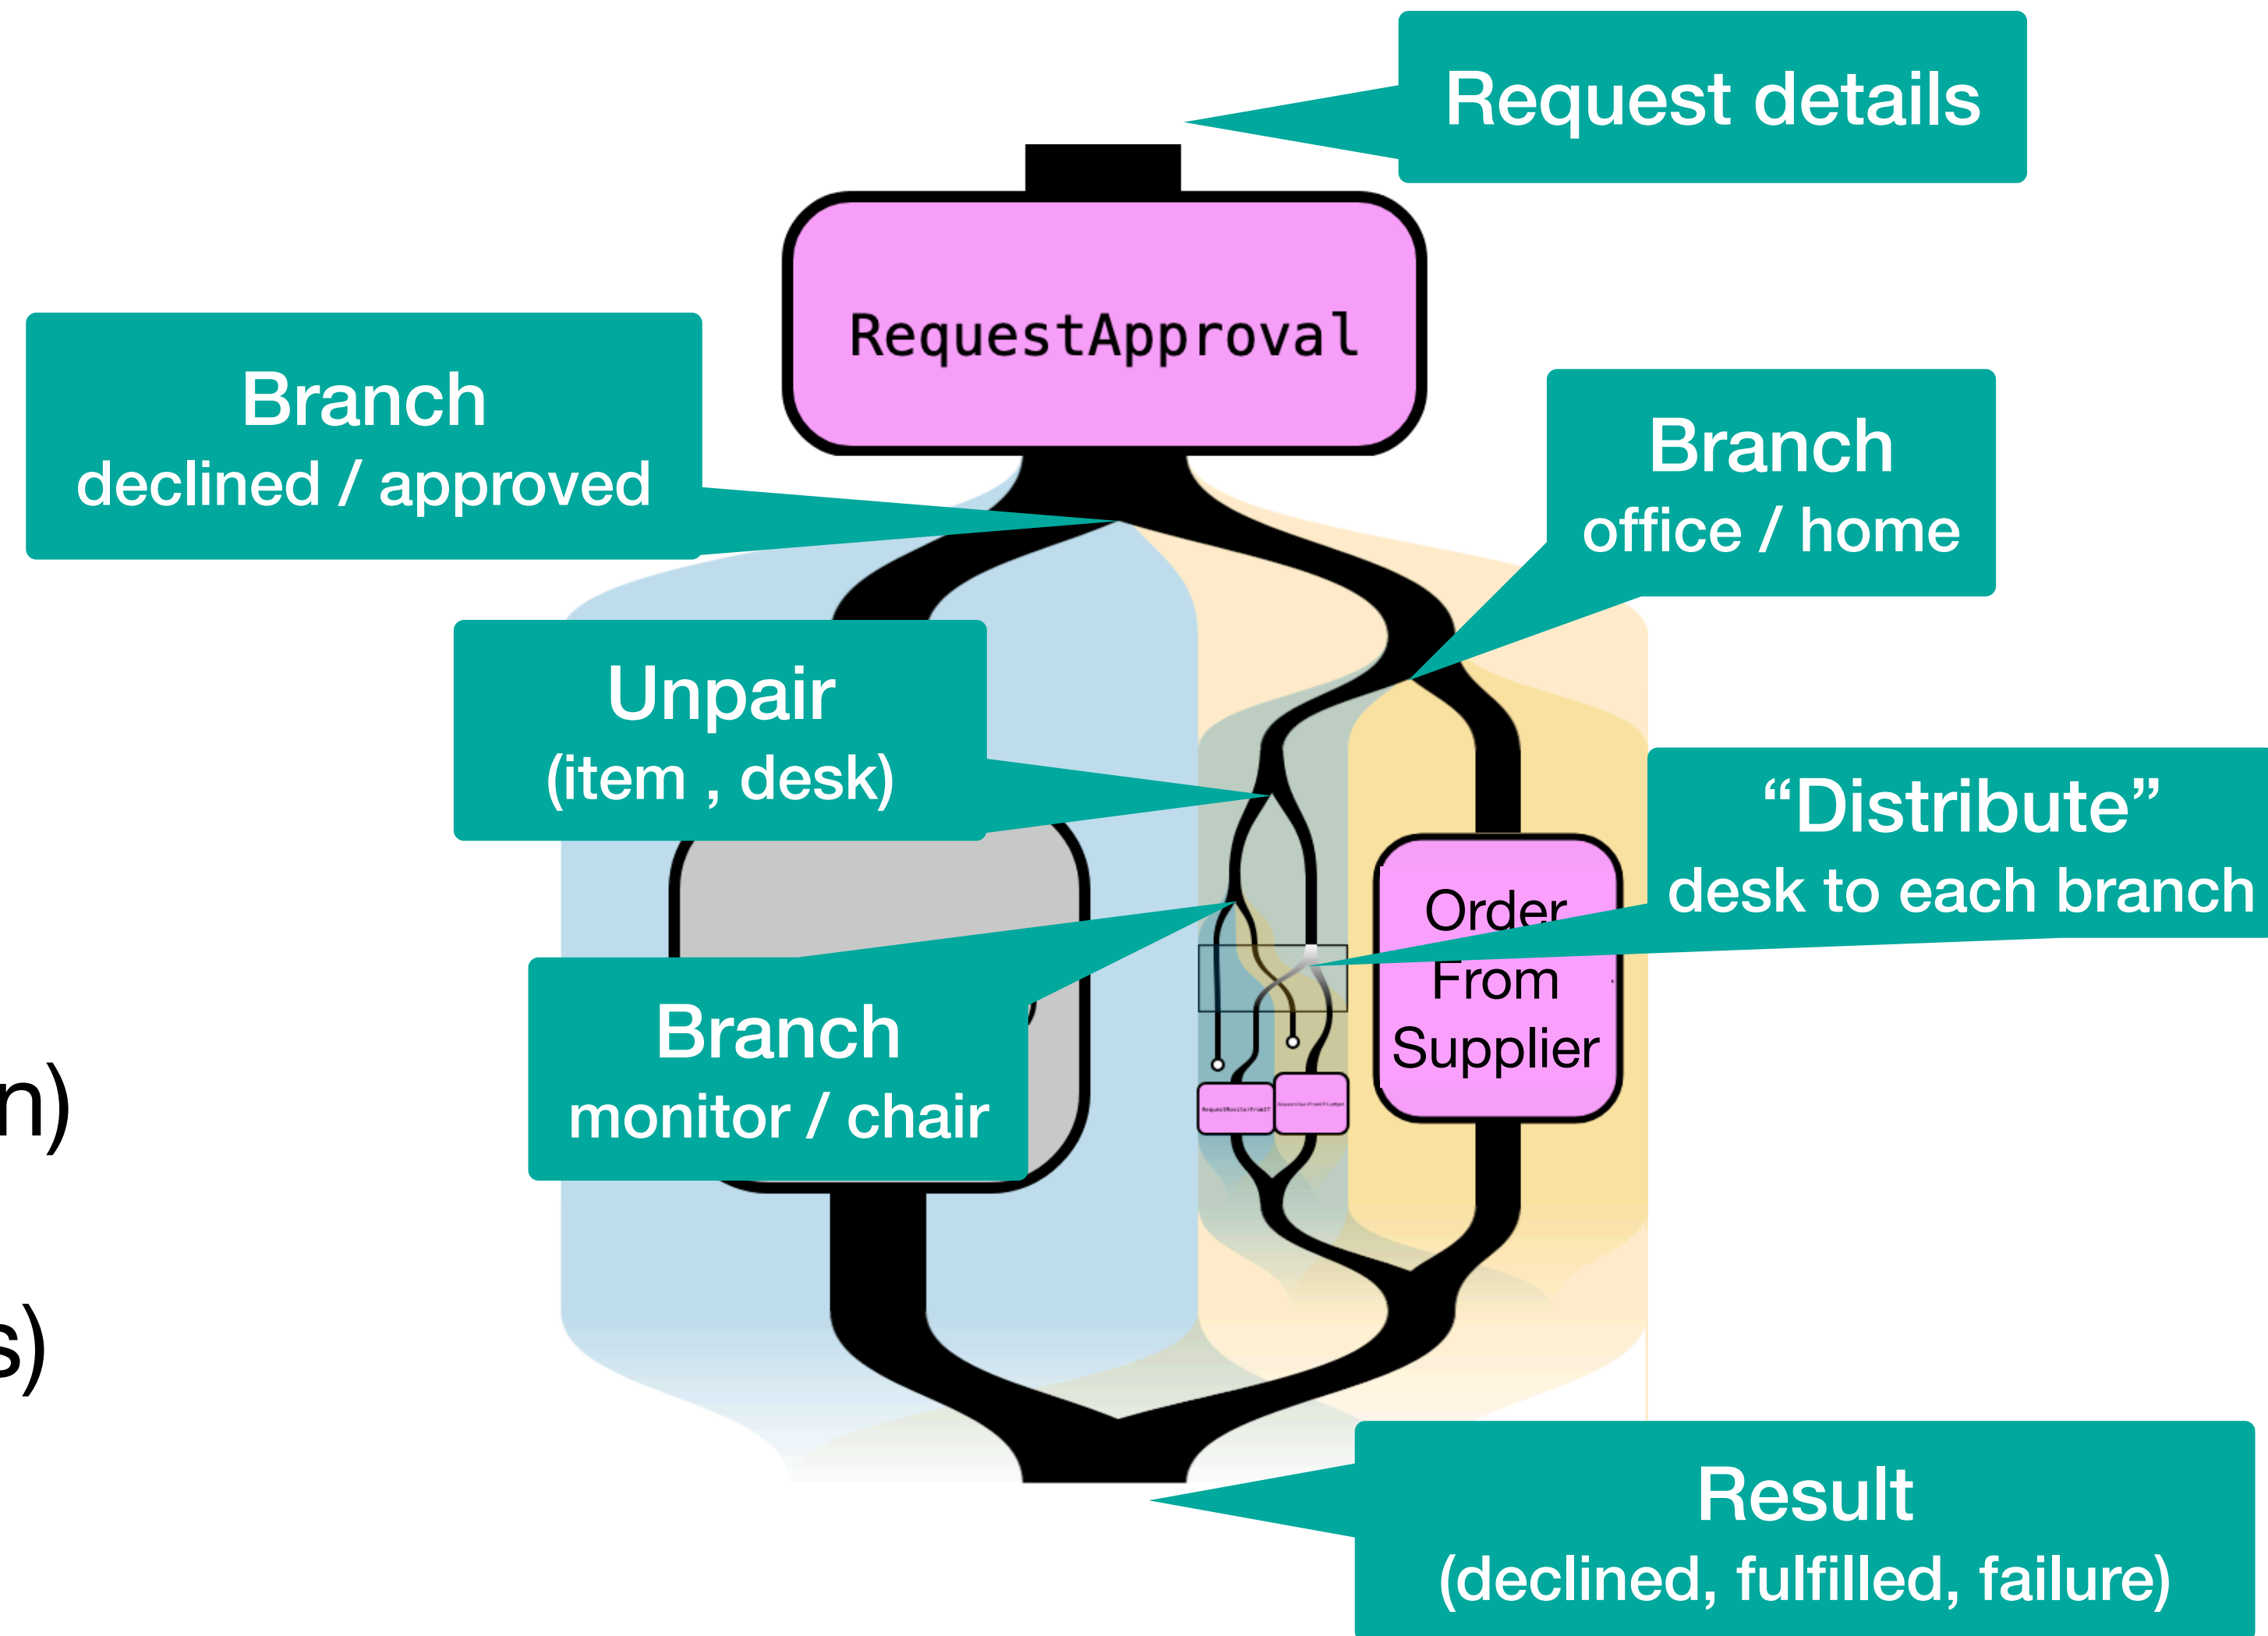 Request details
RequestApproval
Branch
declined / approved
Branch
office / home
Unpair
(item , desk)
“Distribute”
desk to each branch
Order
From
Supplier
Branch
monitor / chair
RequestMonitorFromIT
n)
s)
Result
(declined, fulfilled, failure)